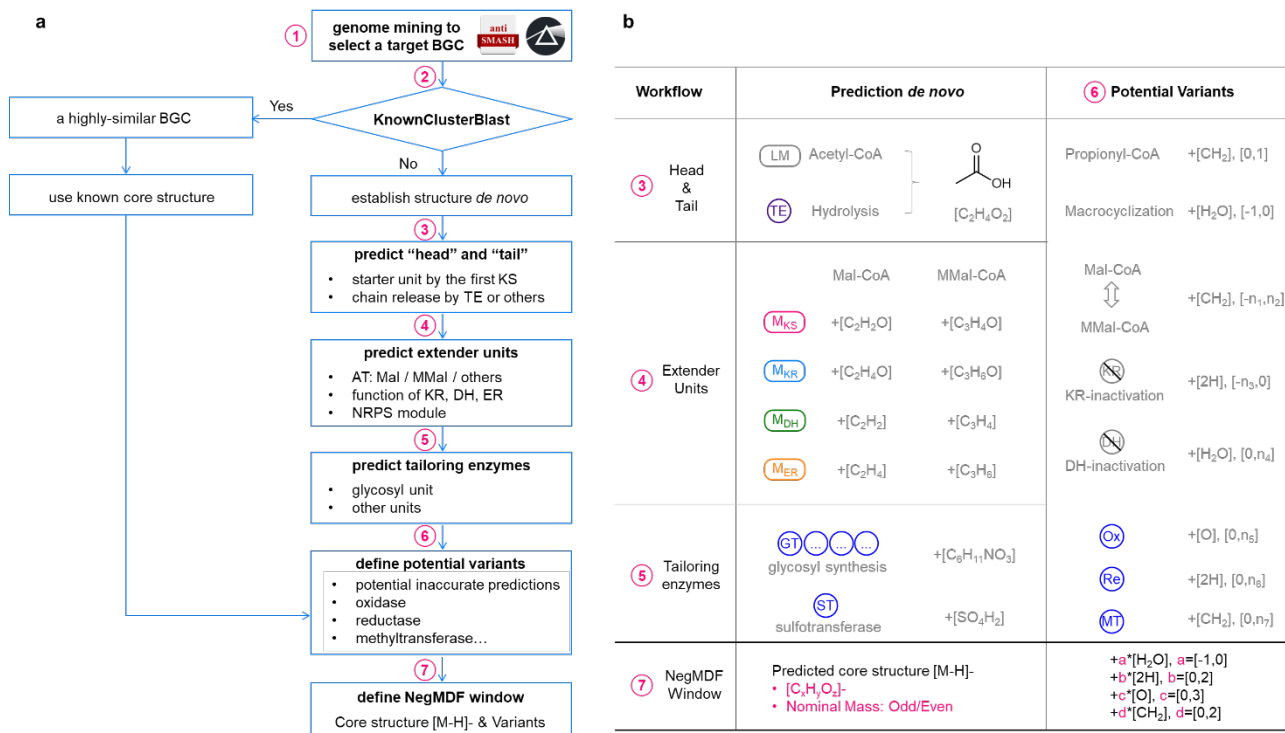 a
1
genome mining to
select a target BGC
anti
SMASH
2
Yes
a highly-similar BGC
KnownClusterBlast
No
use known core structure
establish structure de novo
3
predict “head” and “tail”
• starter unit by the first KS
• chain release by TE or others
4
predict extender units
• AT: Mal / MMal / others
• function of KR, DH, ER
• NRPS module
5
predict tailoring enzymes
• glycosyl unit
• other units
6
define potential variants
• potential inaccurate predictions
• oxidase
• reductase
• methyltransferase…
7
define NegMDF window
Core structure [M-H]- & Variants
b
Workflow Prediction de novo 6 Potential Variants
3 Head
&
Tail
LM Acetyl-CoA
TE Hydrolysis
O
OH
[C₂H₄O₂]
Propionyl-CoA +[CH₂], [0,1]
Macrocyclization +[H₂O], [-1,0]
4 Extender
Units
Mal-CoA MMal-CoA
M_KS +[C₂H₂O] +[C₃H₄O]
M_KR +[C₂H₄O] +[C₃H₆O]
M_DH +[C₂H₂] +[C₃H₄]
M_ER +[C₂H₄] +[C₃H₆]
Mal-CoA
MMal-CoA
+[CH₂], [-n₁,n₂]
KR
KR-inactivation
+[2H], [-n₃,0]
DH
DH-inactivation
+[H₂O], [0,n₄]
5 Tailoring
enzymes
GT ... ... ...
glycosyl synthesis
+[C₆H₁₁NO₃]
ST
sulfotransferase
+[SO₄H₂]
Ox +[O], [0,n₅]
Re +[2H], [0,n₆]
MT +[CH₂], [0,n₇]
7 NegMDF
Window
Predicted core structure [M-H]-
• [CₓHᵧO_z]-
• Nominal Mass: Odd/Even
+a*[H₂O], a=[-1,0]
+b*[2H], b=[0,2]
+c*[O], c=[0,3]
+d*[CH₂], d=[0,2]